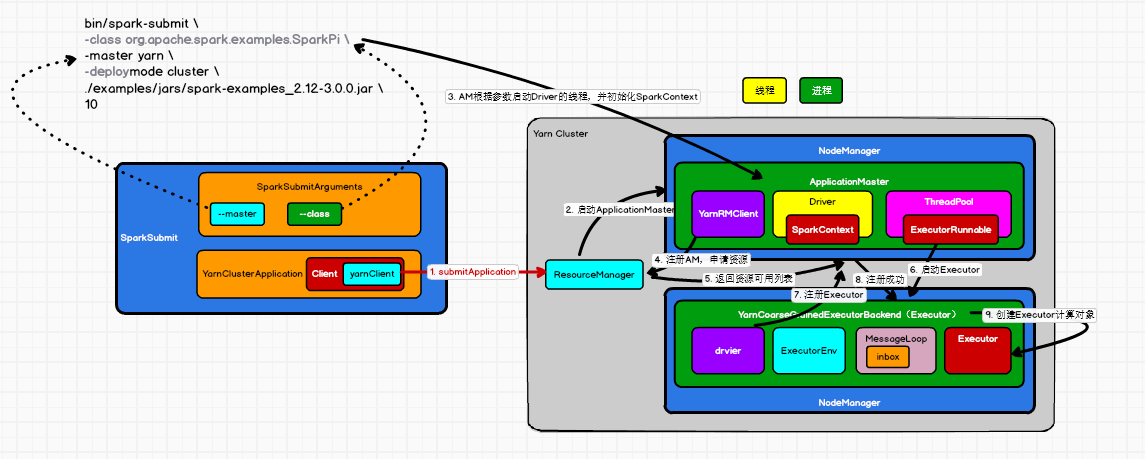 bin/spark-submit \
-class org.apache.spark.examples.SparkPi \
-master yarn \
-deploymode cluster \
./examples/jars/spark-examples_2.12-3.0.0.jar \
10
3. AM根据参数启动Driver的线程，并初始化SparkContext
线程
进程
Yarn Cluster
NodeManager
ApplicationMaster
YarnRMClient
Driver
SparkContext
ThreadPool
ExecutorRunnable
SparkSubmit
SparkSubmitArguments
--master
--class
YarnClusterApplication
Client
yarnClient
1. submitApplication
2. 启动ApplicationMaster
ResourceManager
4. 注册AM，申请资源
5. 返回资源可用列表
6. 启动Executor
7. 注册Executor
8. 注册成功
9. 创建Executor计算对象
YarnCoarseGrainedExecutorBackend（Executor）
drvier
ExecutorEnv
MessageLoop
inbox
Executor
NodeManager